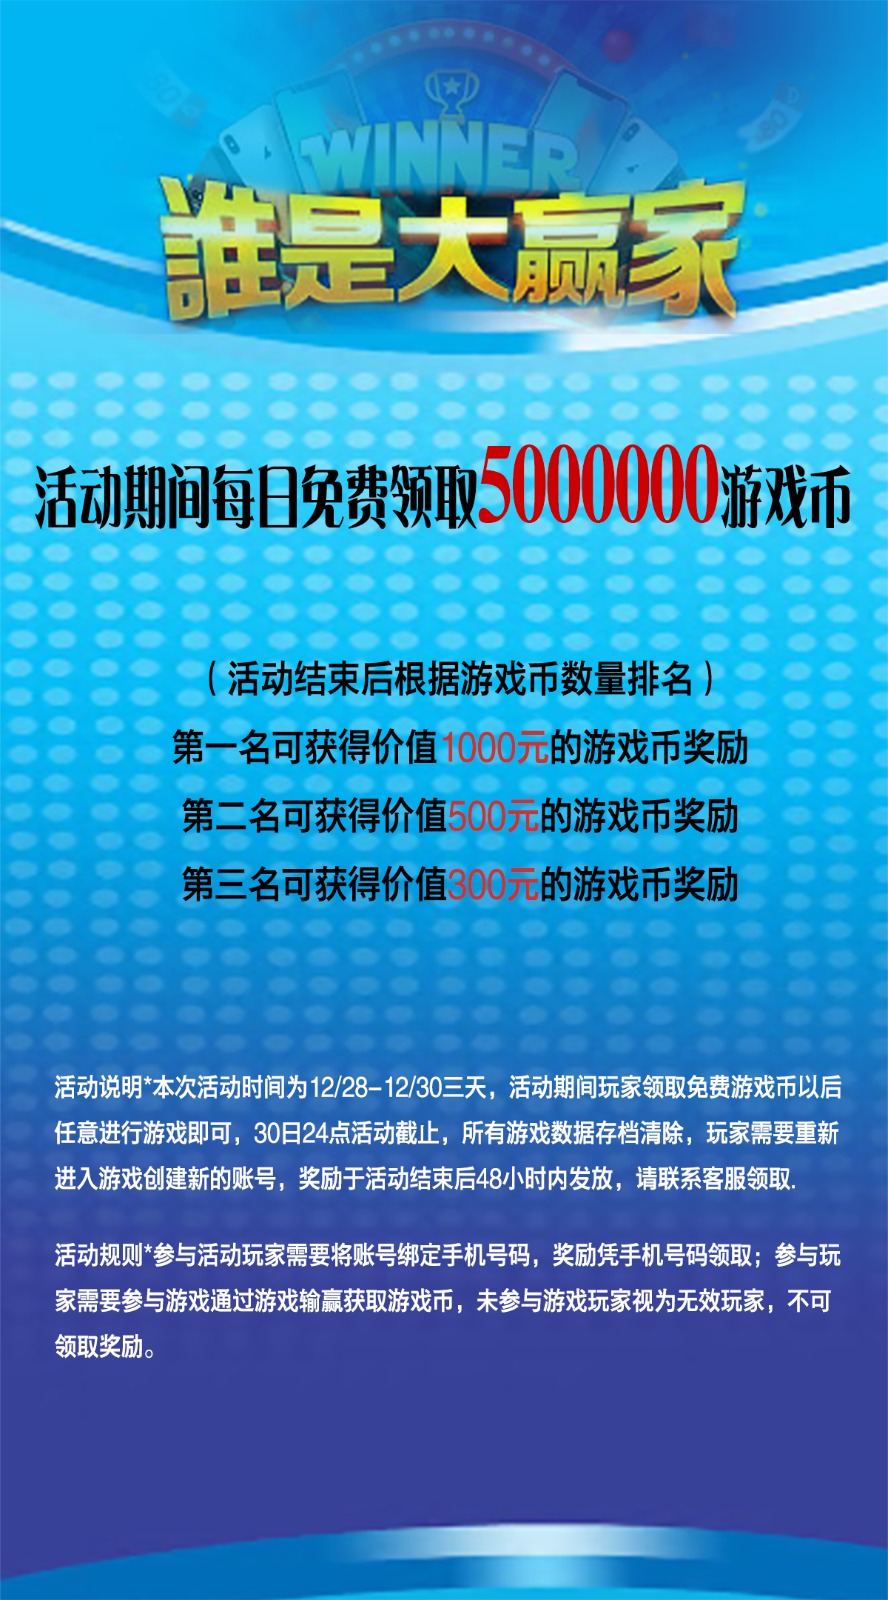 WINNER
誰是大赢家
活动期间每日免费领取5000000游戏币
（活动结束后根据游戏币数量排名）
第一名可获得价值1000元的游戏币奖励
第二名可获得价值500元的游戏币奖励
第三名可获得价值300元的游戏币奖励
活动说明*本次活动时间为12/28-12/30三天，活动期间玩家领取免费游戏币以后
任意进行游戏即可，30日24点活动截止，所有游戏数据存档清除，玩家需要重新
进入游戏创建新的账号，奖励于活动结束后48小时内发放，请联系客服领取.
活动规则*参与活动玩家需要将账号绑定手机号码，奖励凭手机号码领取；参与玩
家需要参与游戏通过游戏输赢获取游戏币，未参与游戏玩家视为无效玩家，不可
领取奖励。